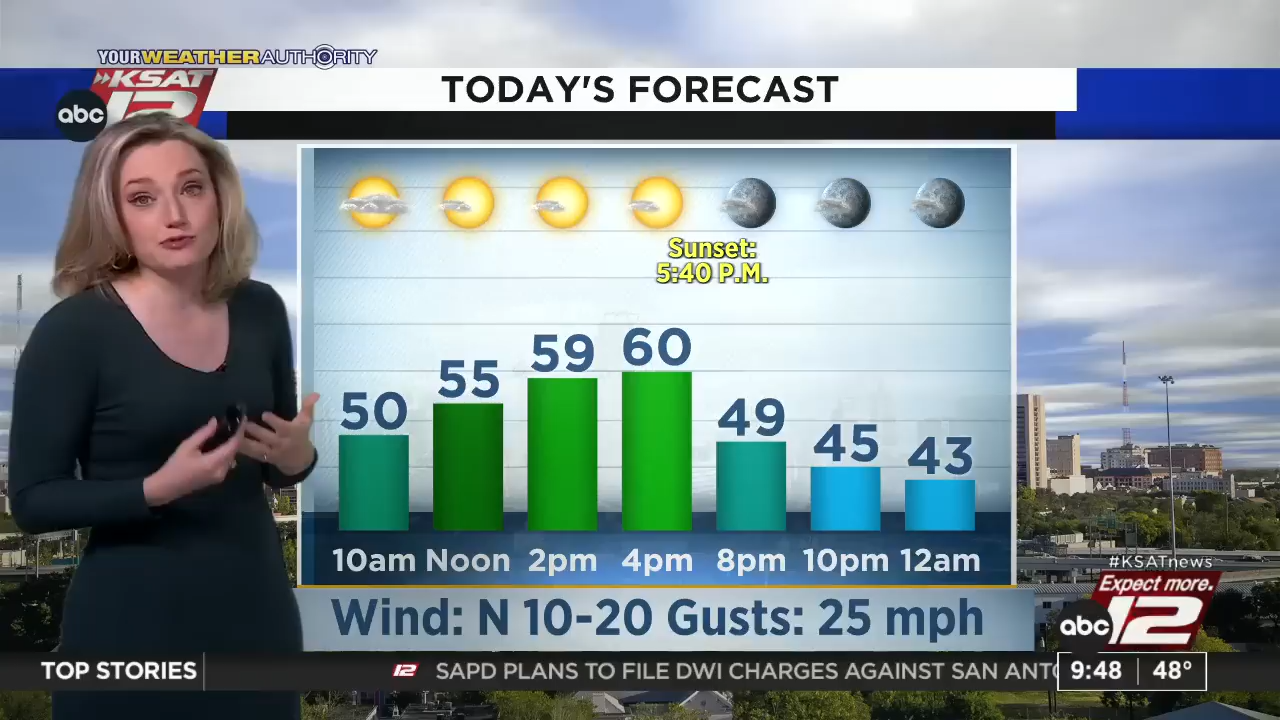 YOURWEATHERAUTHORITY
KSAT
12
abc
TODAY'S FORECAST
Sunset:
5:40 P.M.
50 55 59 60 49 45 43
10am Noon 2pm 4pm 8pm 10pm 12am
Wind: N 10-20 Gusts: 25 mph
#KSATnews
Expect more.
abc 12
TOP STORIES 12 SAPD PLANS TO FILE DWI CHARGES AGAINST SAN 9:48 48°